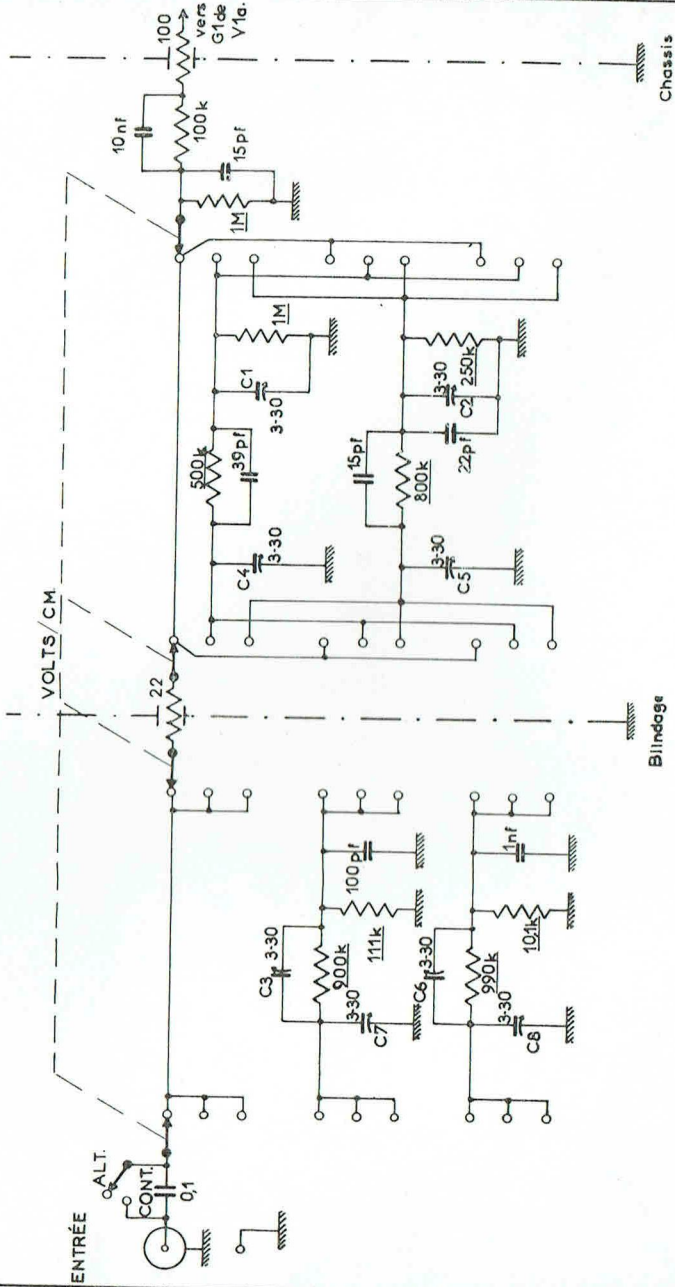 ENTRÉE
ALT.
CONT.
0,1
VOLTS / CM.
22
C3
3-30
900k
3-30
C7
111k
100pf
C6
3-30
990k
3-30
C8
10,1k
1nf
Blindage
500k
39pf
C4
3-30
C1
3-30
1M
15pf
800k
3-30
C5
3-30
C2
22pf
250k
10nf
100k
15pf
1M
100
vers
G1de
V1a.
Chassis